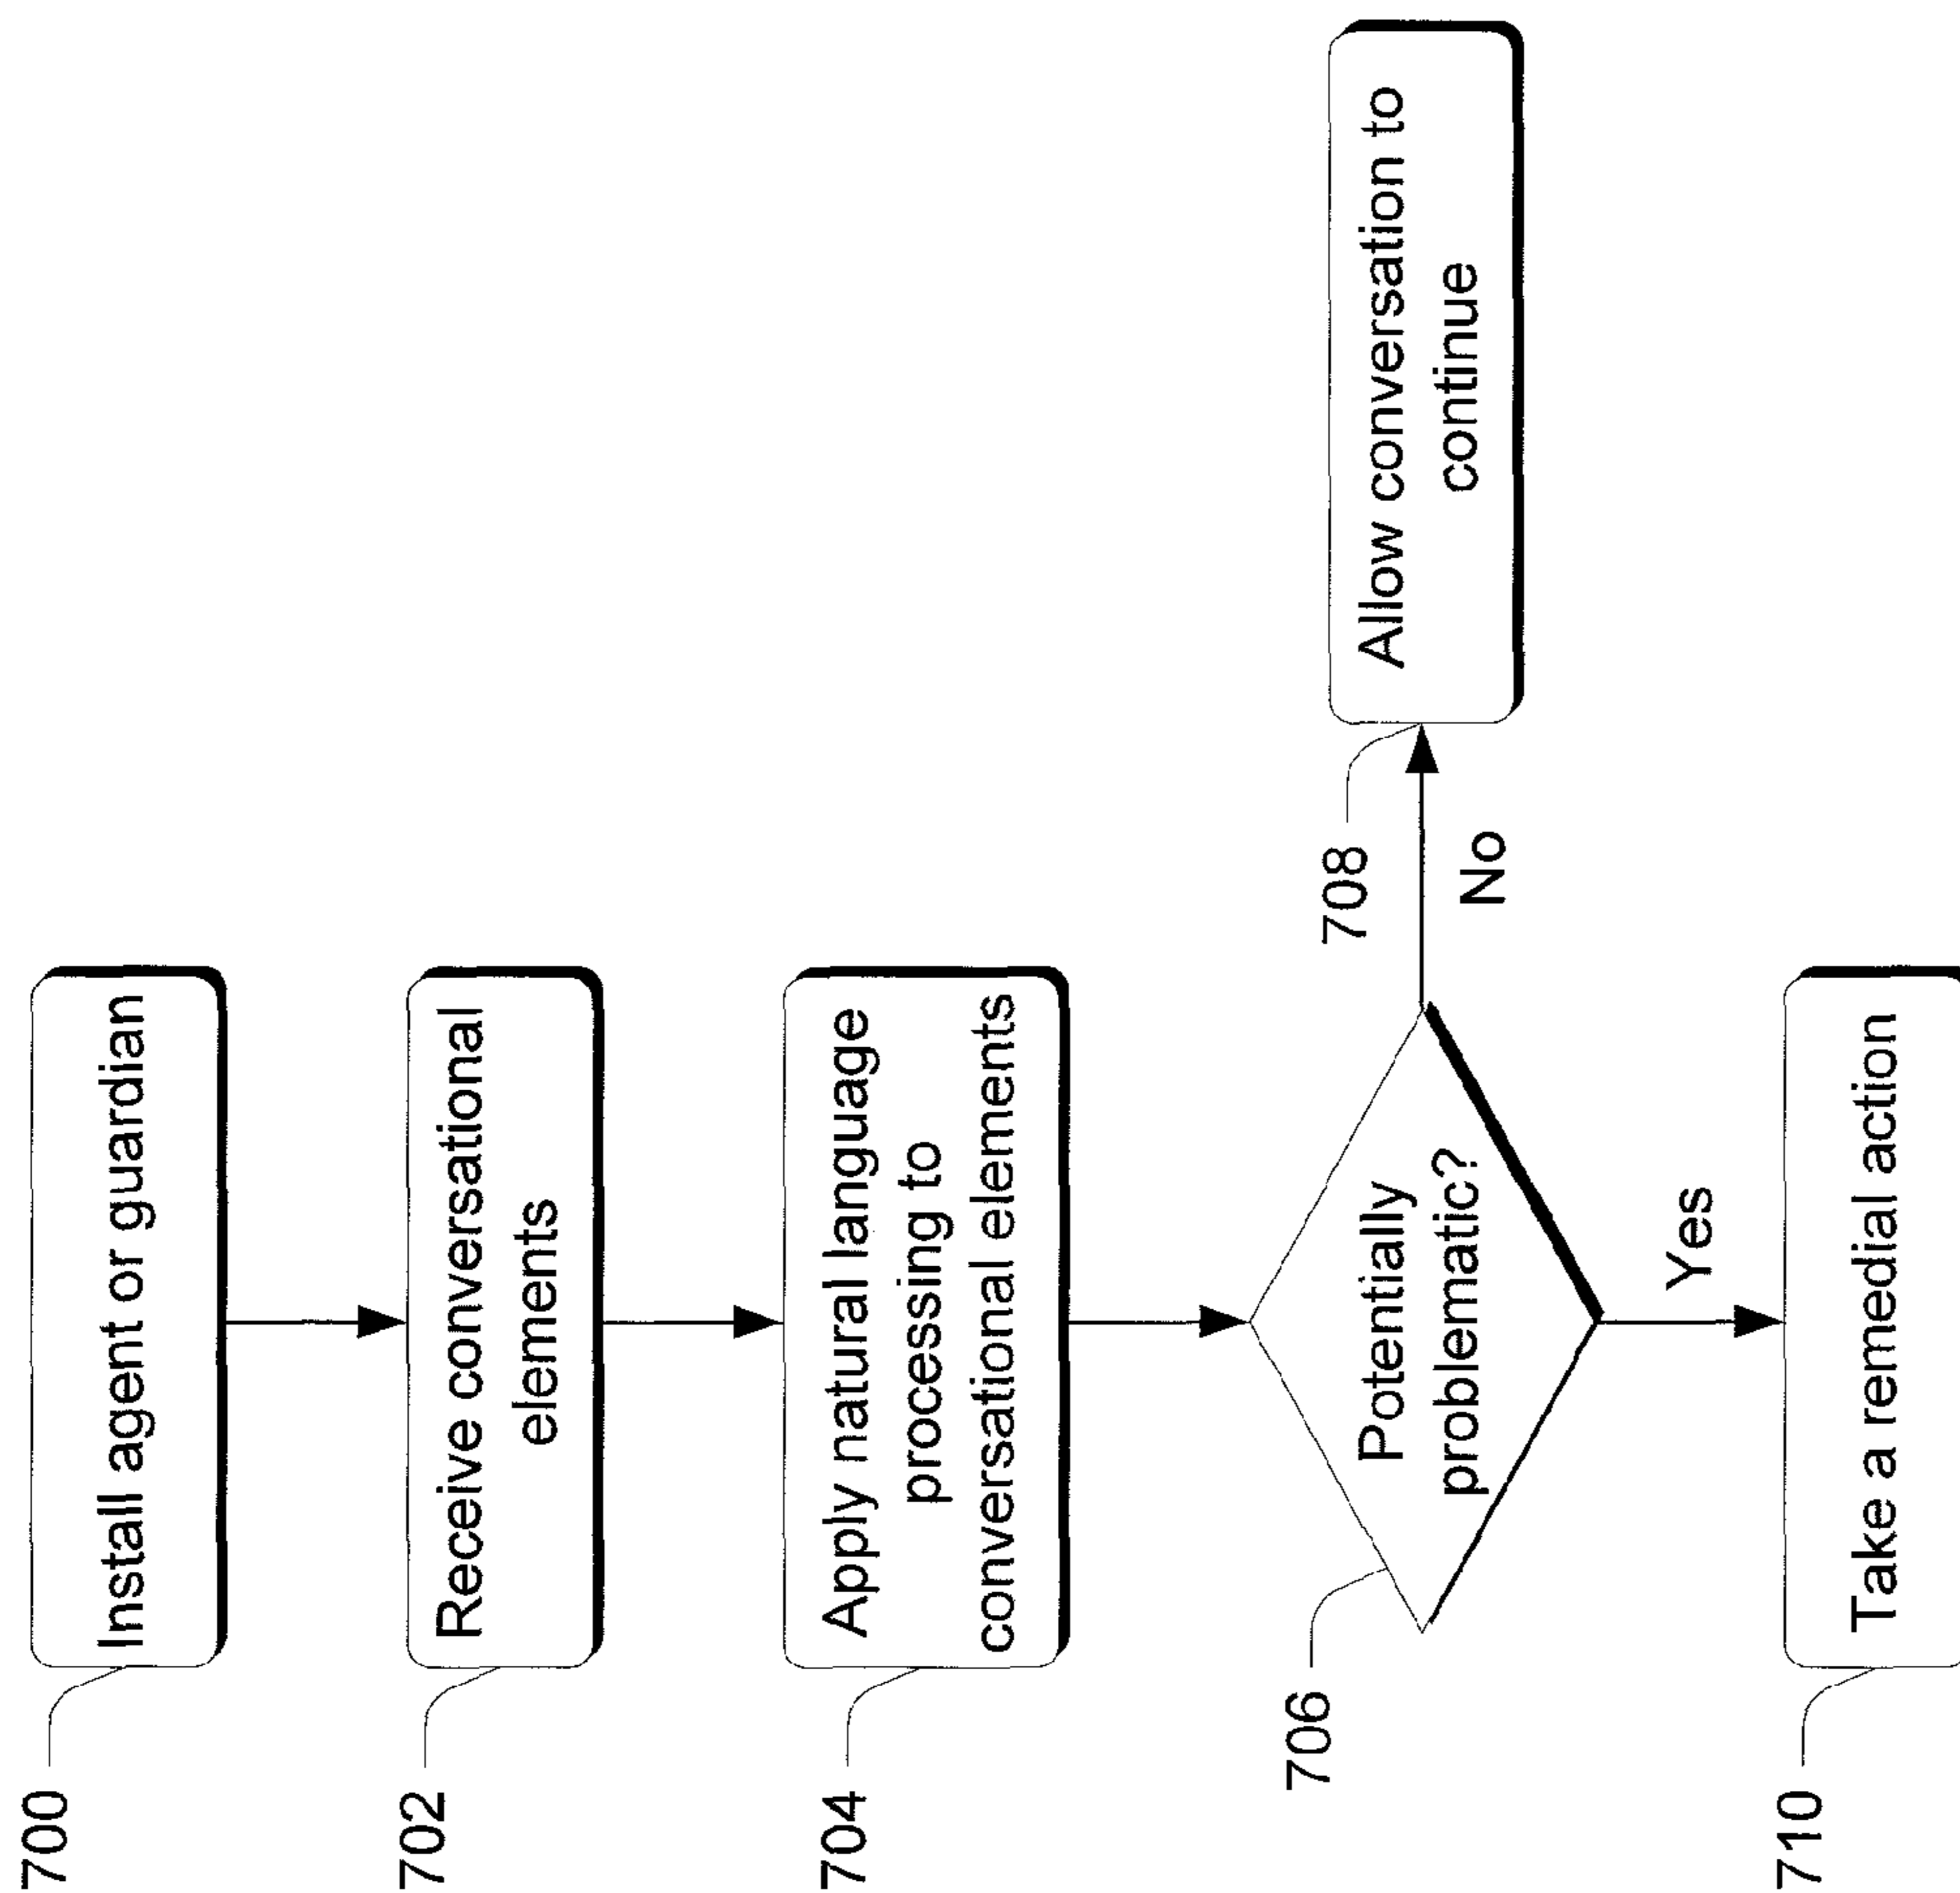 700
Install agent or guardian
702
Receive conversational
elements
704
Apply natural language
processing to
conversational elements
706
Potentially
problematic?
No
708
Allow conversation to
continue
Yes
710
Take a remedial action